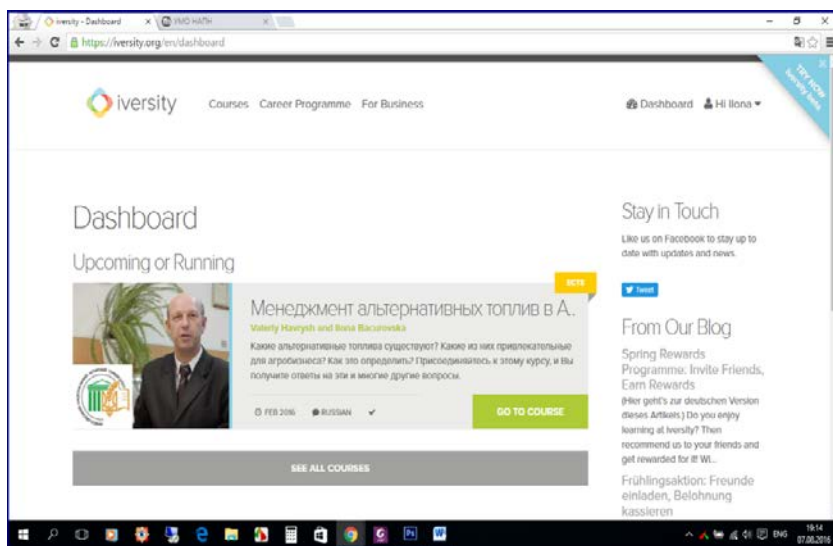 iversity - Dashboard
УМО НАПН
https://iversity.org/en/dashboard
TRY NOW
iversity beta
iversity
Courses Career Programme For Business
Dashboard Hi Ilona
Dashboard
Upcoming or Running
ECTS
Менеджмент альтернативных топлив в А..
Valeriy Havrysh and Ilona Bacurovska
Какие альтернативные топлива существуют? Какие из них привлекательные
для агробизнеса? Как это определить? Присоединяйтесь к этому курсу, и Вы
получите ответы на эти и многие другие вопросы.
FEB 2016 RUSSIAN
GO TO COURSE
SEE ALL COURSES
Stay in Touch
Like us on Facebook to stay up to
date with updates and news.
Tweet
From Our Blog
Spring Rewards
Programme: Invite Friends,
Earn Rewards
(Hier geht's zur deutschen Version
dieses Artikels.) Do you enjoy
learning at iversity? Then
recommend us to your friends and
get rewarded for it! Wi...
Frühlingsaktion: Freunde
einladen, Belohnung
kassieren
ENG
19:14
07.08.2016